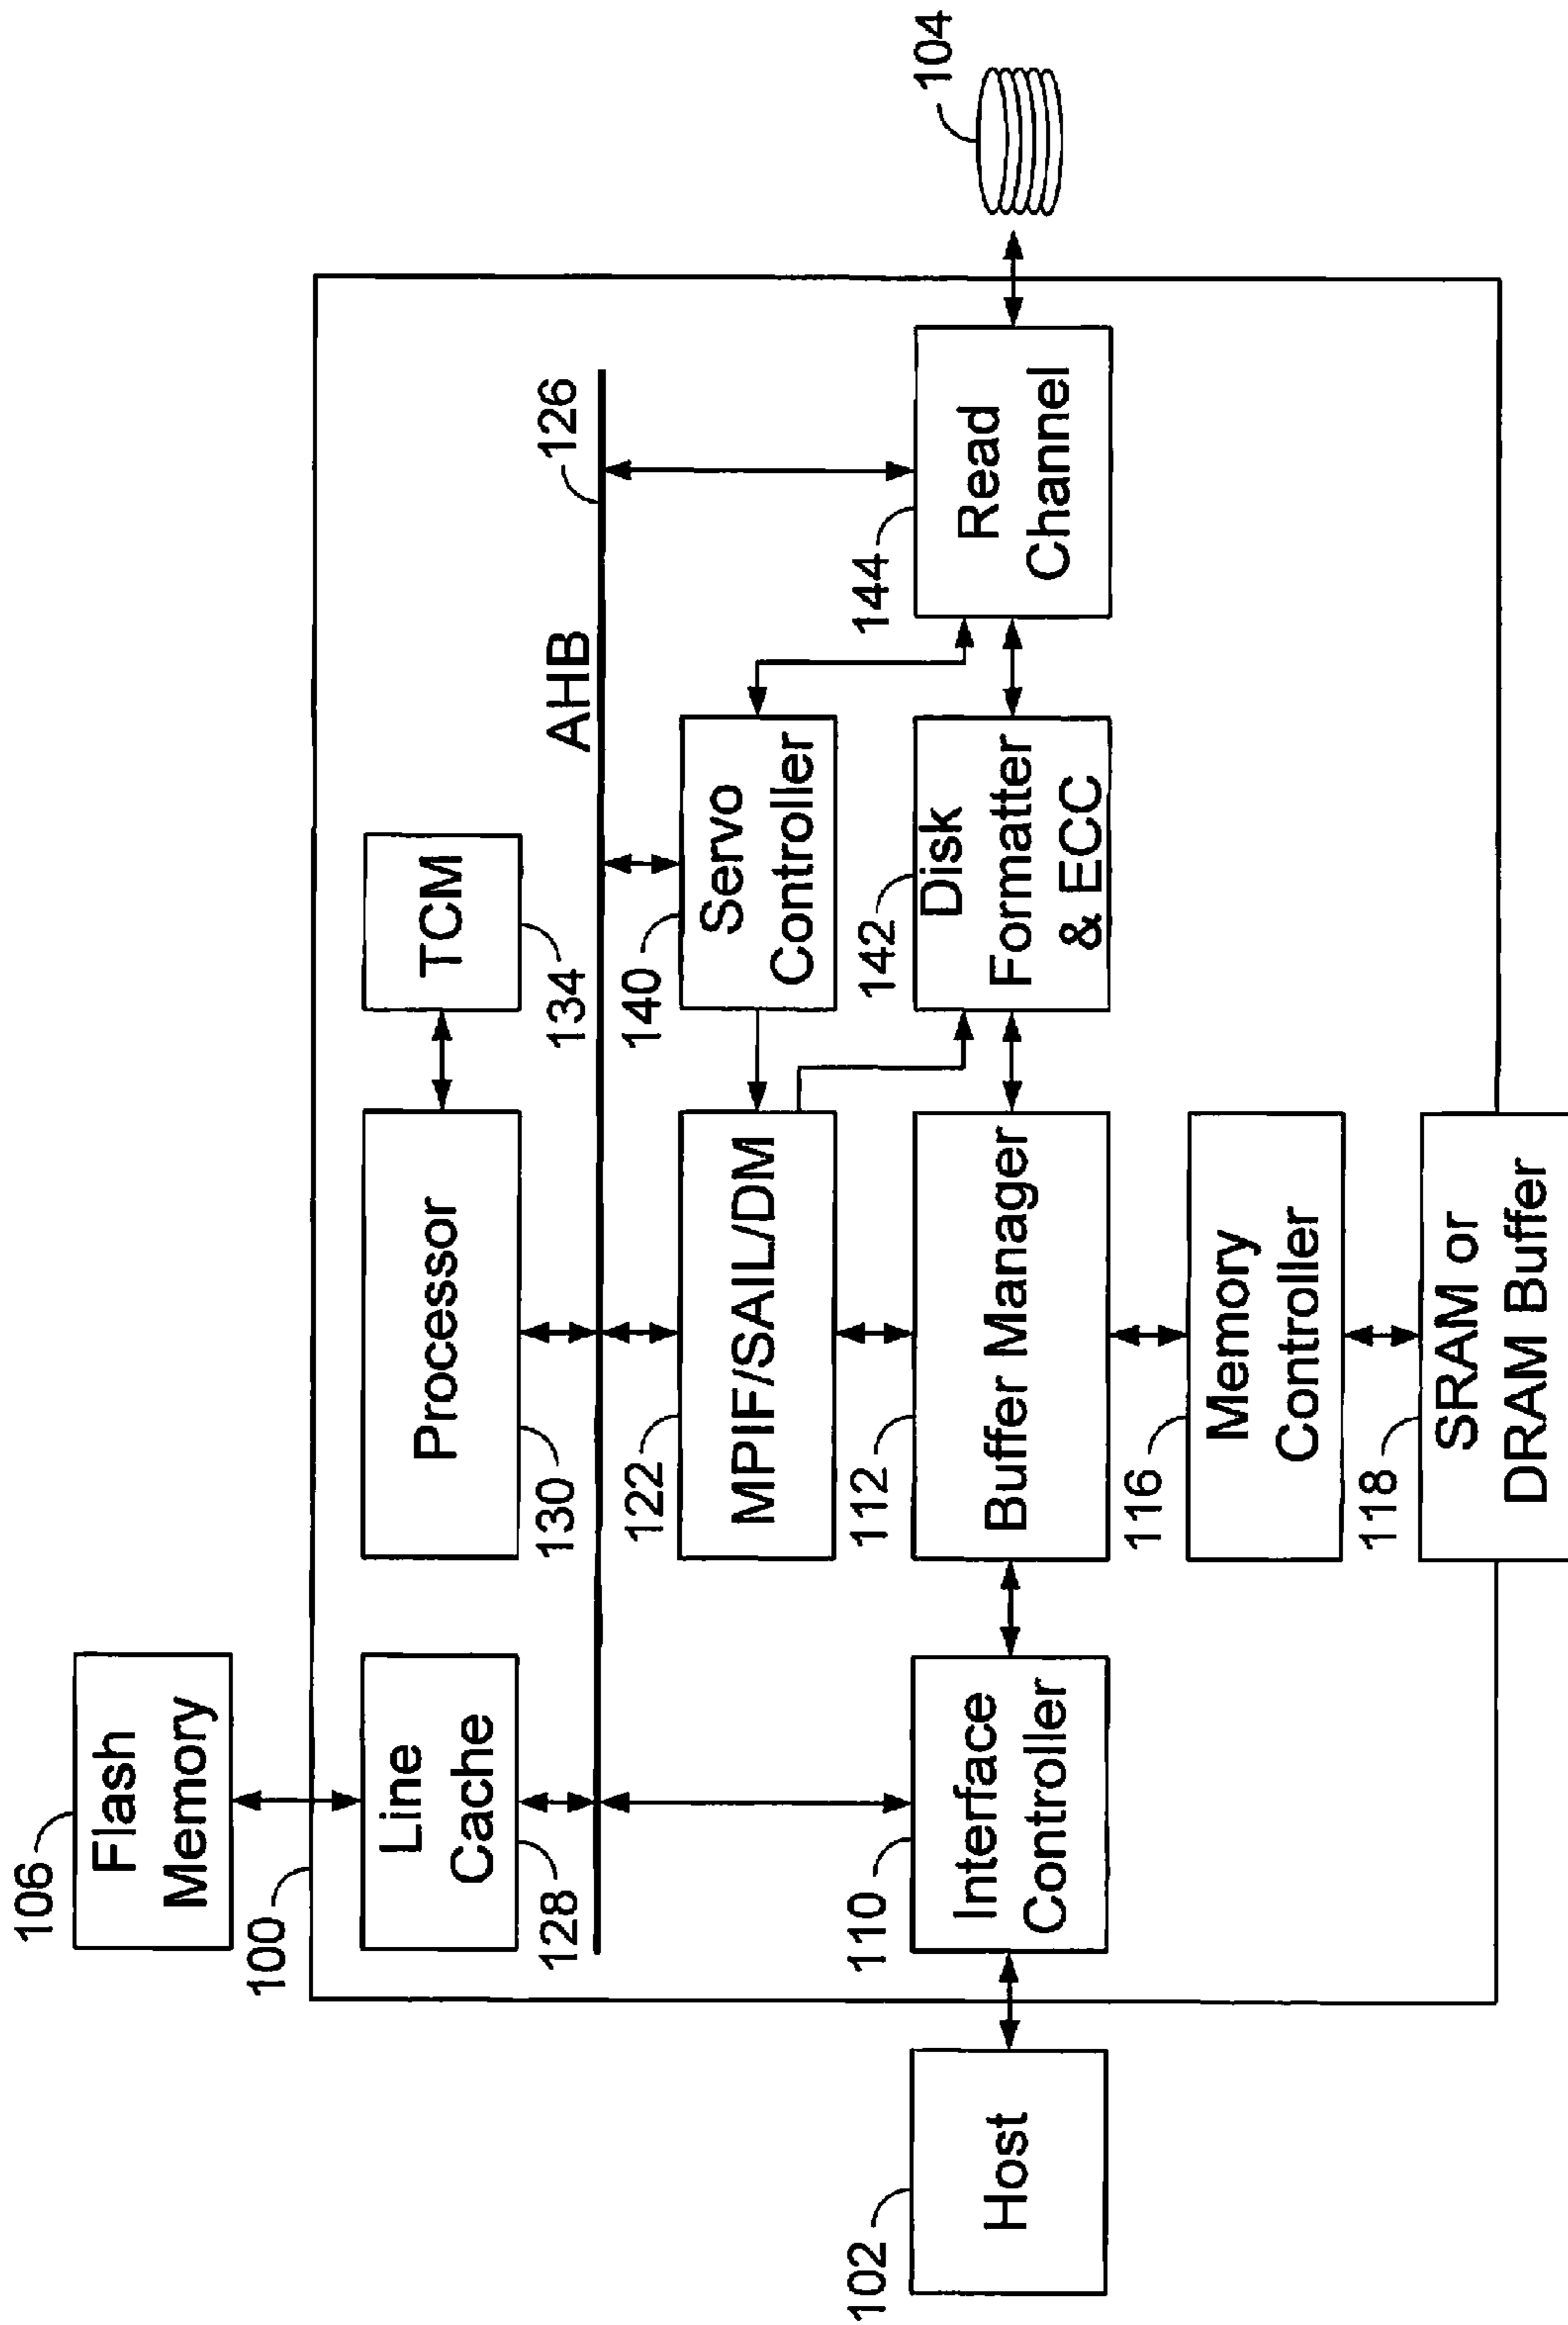 106
Flash
Memory
100
Line
Cache
128
Processor
130
TCM
134
AHB
126
122
MPIF/SAIL/DM
140
Servo
Controller
102
Host
110
Interface
Controller
112
Buffer Manager
142
Disk
Formatter
& ECC
144
Read
Channel
104
116
Memory
Controller
118
SRAM or
DRAM Buffer